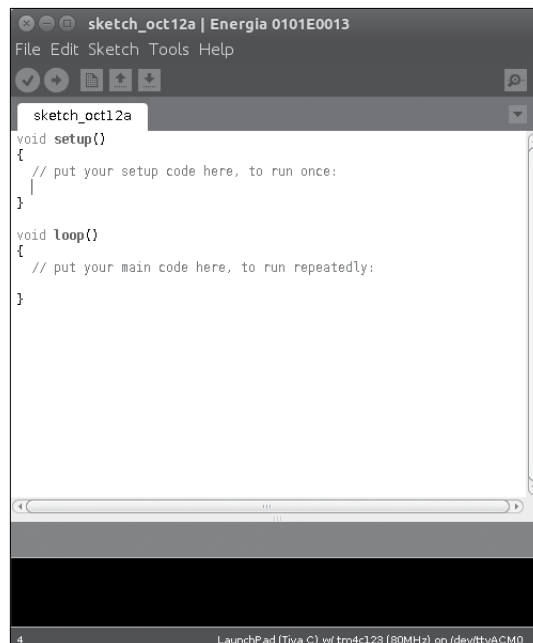 sketch_oct12a | Energia 0101E0013
File Edit Sketch Tools Help
sketch_oct12a
void setup()
{
// put your setup code here, to run once:
}
void loop()
{
// put your main code here, to run repeatedly:
}
4 LaunchPad (Tiva C) w/ tm4c123 (80MHz) on /dev/ttyACM0